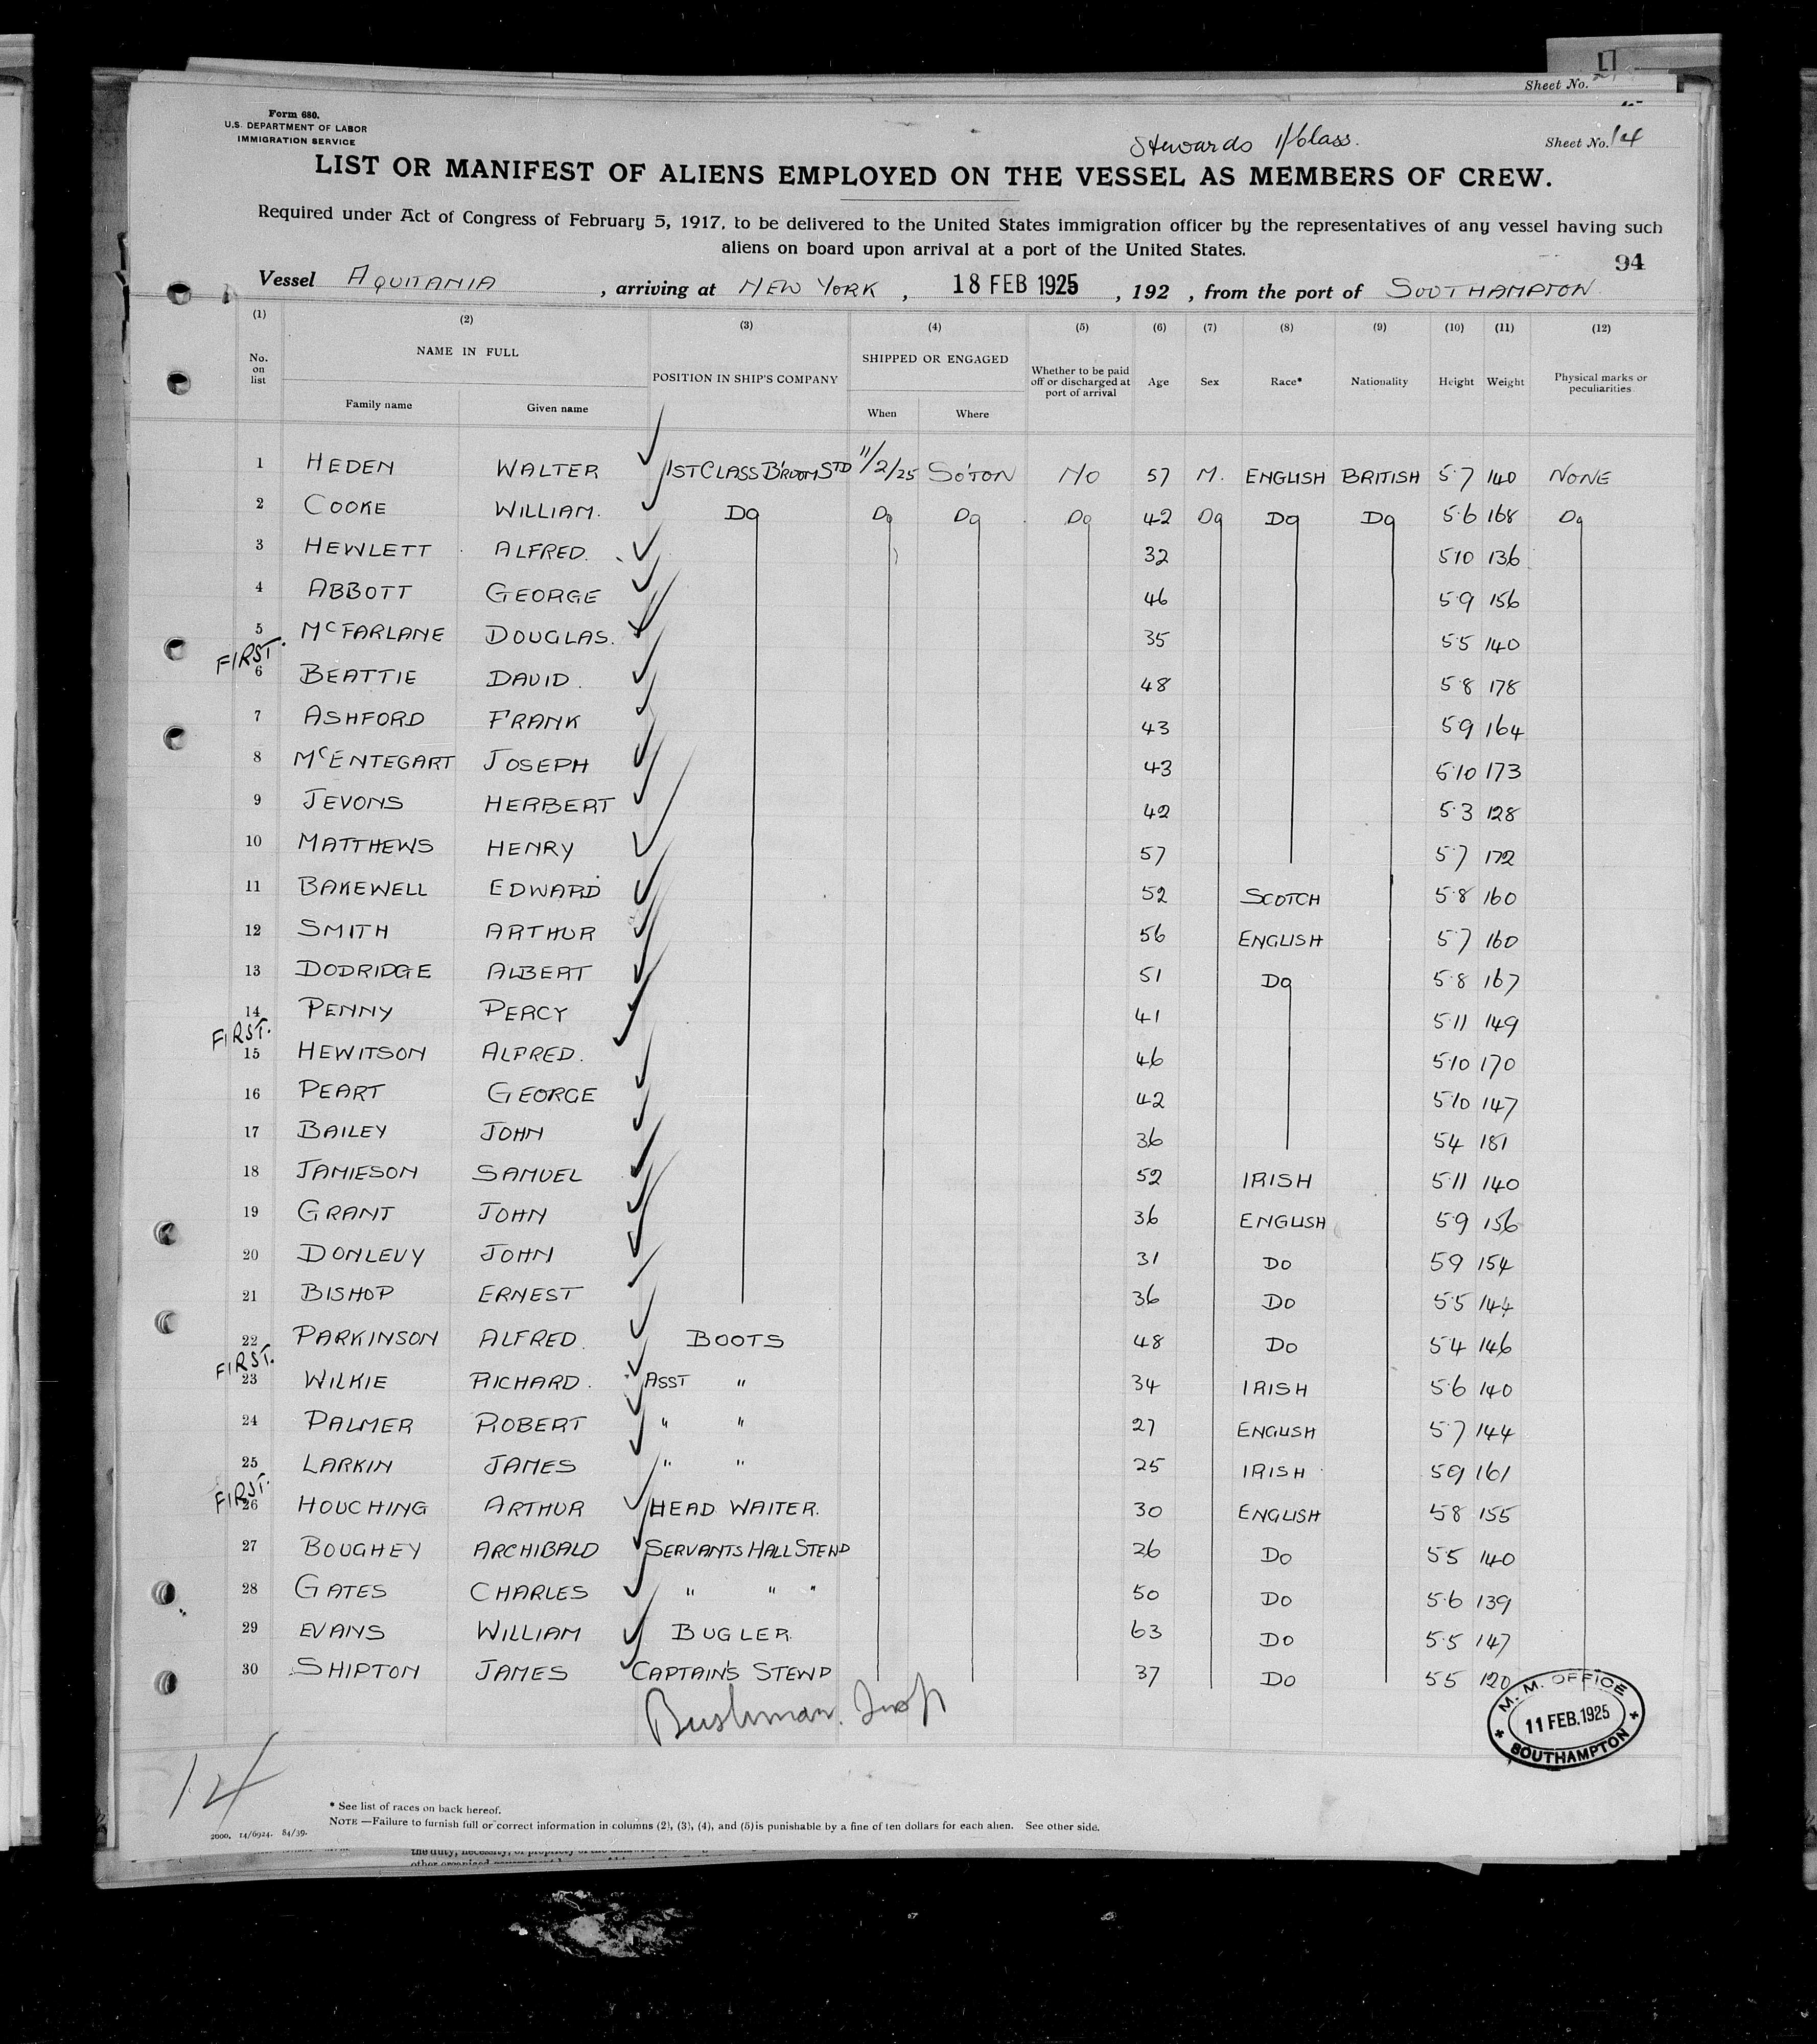 Sheet No.
Form 680.
U.S. DEPARTMENT OF LABOR
IMMIGRATION SERVICE
Stewards 1/Class.
Sheet No. 14
LIST OR MANIFEST OF ALIENS EMPLOYED ON THE VESSEL AS MEMBERS OF CREW.
Required under Act of Congress of February 5, 1917, to be delivered to the United States immigration officer by the representatives of any vessel having such
aliens on board upon arrival at a port of the United States.
94
Vessel AQUITANIA, arriving at NEW YORK, 18 FEB 1925, 192 , from the port of SOUTHAMPTON
(1) (2) (3) (4) (5) (6) (7) (8) (9) (10) (11) (12)
No. on list NAME IN FULL POSITION IN SHIP'S COMPANY SHIPPED OR ENGAGED Whether to be paid off or discharged at port of arrival Age Sex Race* Nationality Height Weight Physical marks or peculiarities
Family name Given name When Where
1 HEDEN WALTER 1ST CLASS B'ROOM STD 11/2/25 SO'TON NO 57 M. ENGLISH BRITISH 5·7 140 NONE
2 COOKE WILLIAM. DO DO DO DO 42 DO DO DO 5·6 168 DO
3 HEWLETT ALFRED. 32 5·10 136
4 ABBOTT GEORGE 46 5·9 156
5 McFARLANE DOUGLAS. 35 5·5 140
FIRST.
6 BEATTIE DAVID. 48 5·8 178
7 ASHFORD FRANK 43 5·9 164
8 McENTEGART JOSEPH 43 5·10 173
9 JEVONS HERBERT 42 5·3 128
10 MATTHEWS HENRY 57 5·7 172
11 BAKEWELL EDWARD 52 SCOTCH 5·8 160
12 SMITH ARTHUR 56 ENGLISH 5·7 160
13 DODRIDGE ALBERT 51 DO 5·8 167
14 PENNY PERCY 41 5·11 149
FIRST.
15 HEWITSON ALFRED. 46 5·10 170
16 PEART GEORGE 42 5·10 147
17 BAILEY JOHN 36 5·4 181
18 JAMIESON SAMUEL 52 IRISH 5·11 140
19 GRANT JOHN 36 ENGLISH 5·9 156
20 DONLEVY JOHN 31 DO 5·9 154
21 BISHOP ERNEST 36 DO 5·5 144
22 PARKINSON ALFRED. BOOTS 48 DO 5·4 146
FIRST.
23 WILKIE RICHARD. ASST " 34 IRISH 5·6 140
24 PALMER ROBERT " " 27 ENGLISH 5·7 144
25 LARKIN JAMES " " 25 IRISH 5·9 161
FIRST.
26 HOUCHING ARTHUR HEAD WAITER. 30 ENGLISH 5·8 155
27 BOUGHEY ARCHIBALD SERVANTS HALL STEWD 26 DO 5·5 140
28 GATES CHARLES " " " 50 DO 5·6 139
29 EVANS WILLIAM BUGLER. 63 DO 5·5 147
30 SHIPTON JAMES CAPTAIN'S STEWD 37 DO 5·5 120
Bushman. Insp
M. M. OFFICE
11 FEB. 1925
SOUTHAMPTON
14
* See list of races on back hereof.
NOTE —Failure to furnish full or correct information in columns (2), (3), (4), and (5) is punishable by a fine of ten dollars for each alien. See other side.
2000. 14/6924. 84/39.
the duty, necessity, or propriety of the
other organized government